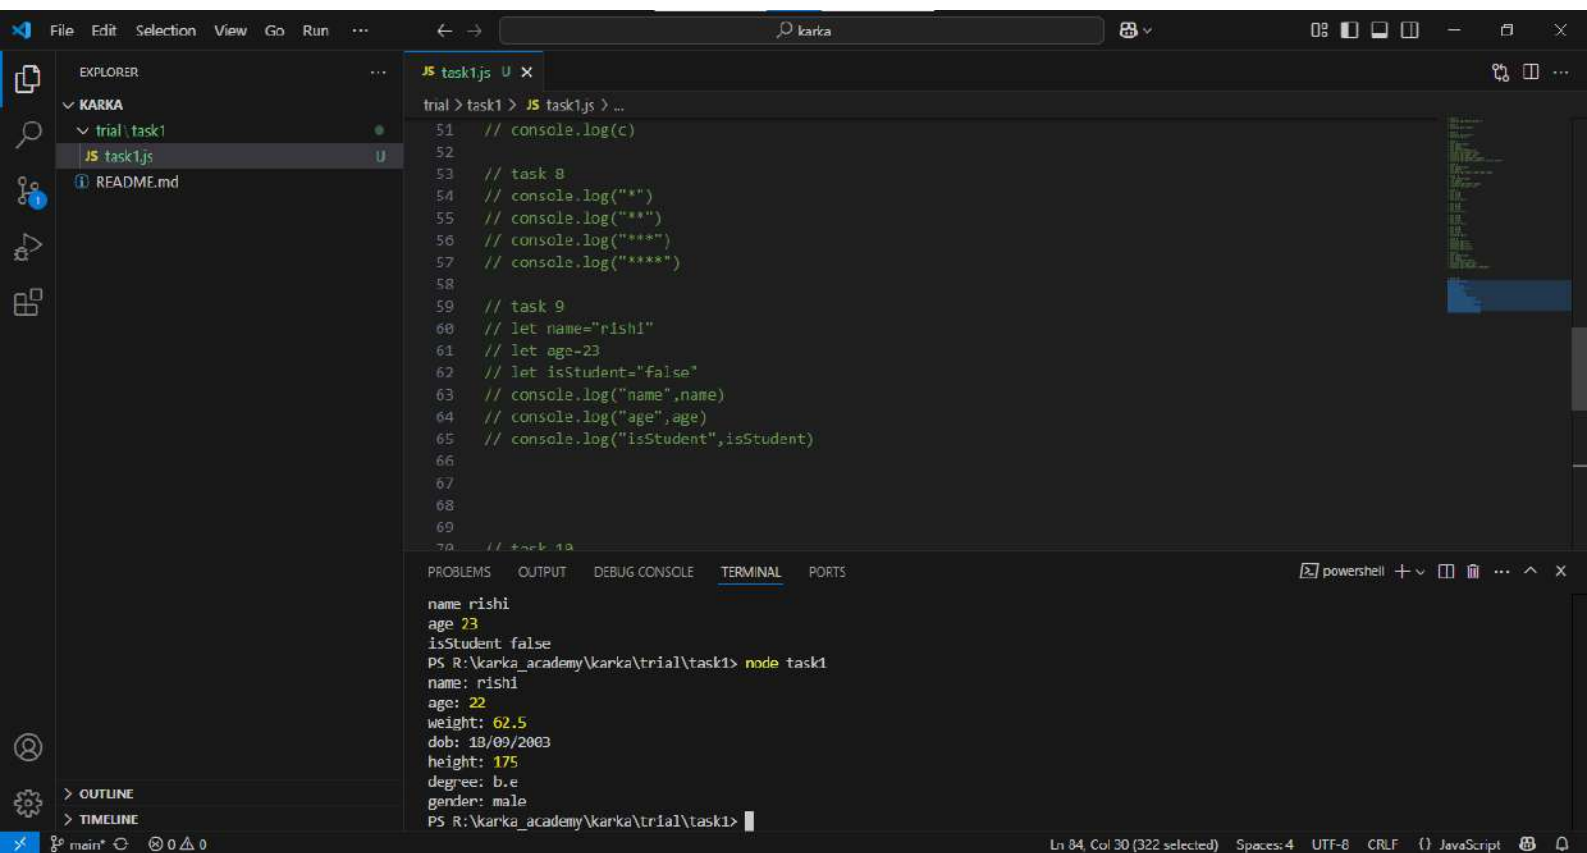 File Edit Selection View Go Run ···
karka
EXPLORER
KARKA
trial\task1
JS task1.js U
README.md
1
JS task1.js U
trial > task1 > JS task1.js > ...
51 // console.log(c)
52
53 // task 8
54 // console.log("*")
55 // console.log("**")
56 // console.log("***")
57 // console.log("****")
58
59 // task 9
60 // let name="rishi"
61 // let age=23
62 // let isStudent="false"
63 // console.log("name",name)
64 // console.log("age",age)
65 // console.log("isStudent",isStudent)
66
67
68
69
70 // task 10
PROBLEMS OUTPUT DEBUG CONSOLE TERMINAL PORTS
powershell
name rishi
age 23
isStudent false
PS R:\karka_academy\karka\trial\task1> node task1
name: rishi
age: 22
weight: 62.5
dob: 18/09/2003
height: 175
degree: b.e
gender: male
PS R:\karka_academy\karka\trial\task1>
OUTLINE
TIMELINE
main* 0 0
Ln 84, Col 30 (322 selected) Spaces: 4 UTF-8 CRLF {} JavaScript